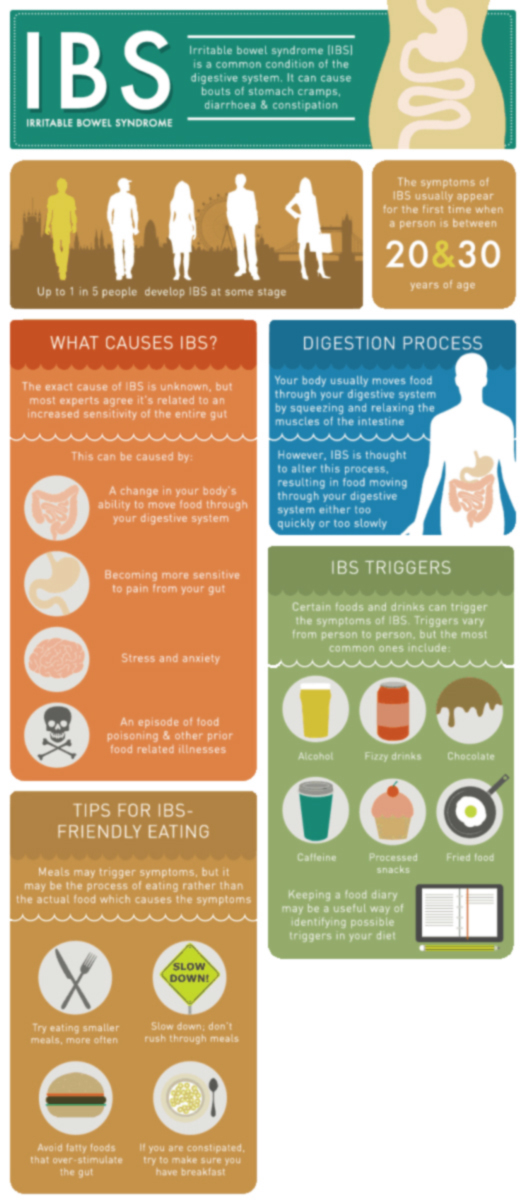 IBS
IRRITABLE BOWEL SYNDROME
Irritable bowel syndrome (IBS)
is a common condition of the
digestive system. It can cause
bouts of stomach cramps,
diarrhoea & constipation
Up to 1 in 5 people develop IBS at some stage
The symptoms of
IBS usually appear
for the first time when
a person is between
20&30
years of age
WHAT CAUSES IBS?
The exact cause of IBS is unknown, but
most experts agree it's related to an
increased sensitivity of the entire gut
This can be caused by:
A change in your body's
ability to move food through
your digestive system
Becoming more sensitive
to pain from your gut
Stress and anxiety
An episode of food
poisoning & other prior
food related illnesses
DIGESTION PROCESS
Your body usually moves food
through your digestive system
by squeezing and relaxing the
muscles of the intestine
However, IBS is thought
to alter this process,
resulting in food moving
through your digestive
system either too
quickly or too slowly
IBS TRIGGERS
Certain foods and drinks can trigger
the symptoms of IBS. Triggers vary
from person to person, but the most
common ones include:
Alcohol
Fizzy drinks
Chocolate
Caffeine
Processed
snacks
Fried food
Keeping a food diary
may be a useful way of
identifying possible
triggers in your diet
TIPS FOR IBS-
FRIENDLY EATING
Meals may trigger symptoms, but it
may be the process of eating rather than
the actual food which causes the symptoms
Try eating smaller
meals, more often
SLOW
DOWN!
Slow down; don't
rush through meals
Avoid fatty foods
that over-stimulate
the gut
If you are constipated,
try to make sure you
have breakfast